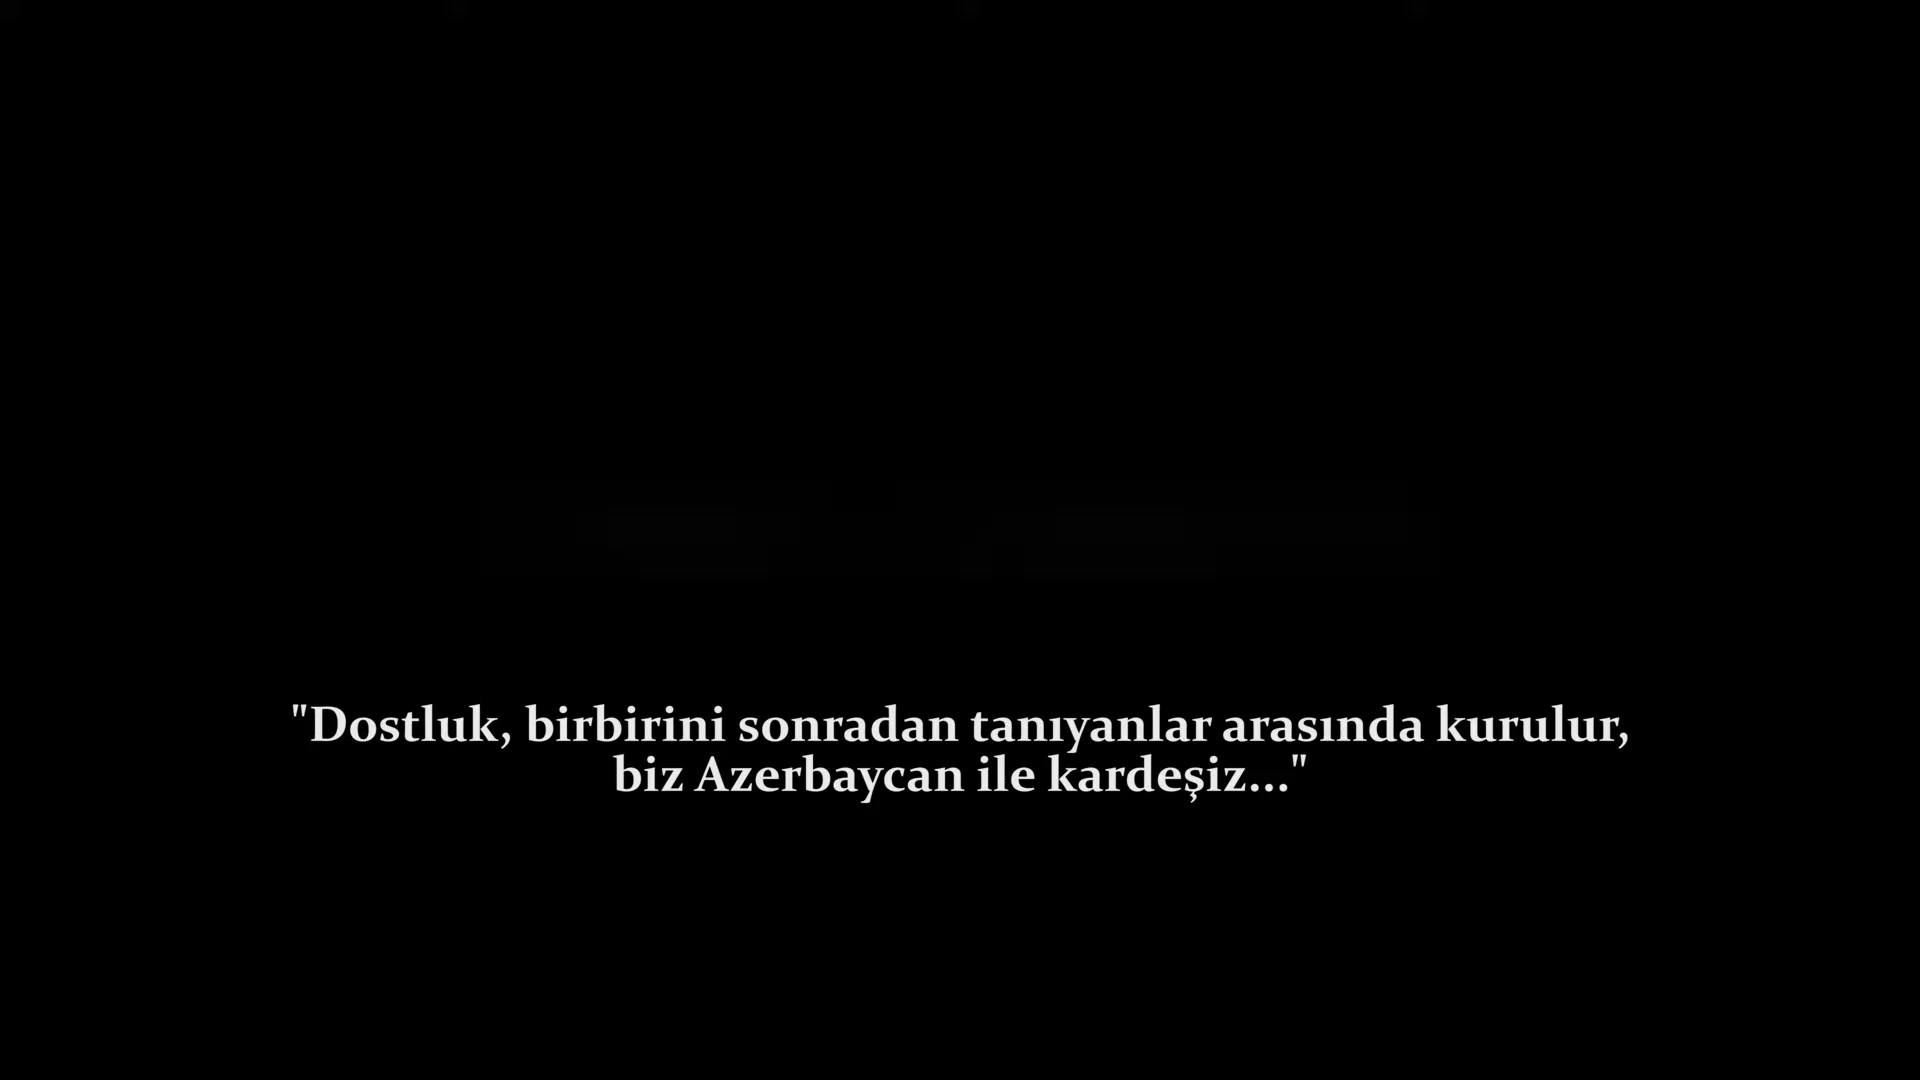 "Dostluk, birbirini sonradan tanıyanlar arasında kurulur,
biz Azerbaycan ile kardeşiz..."